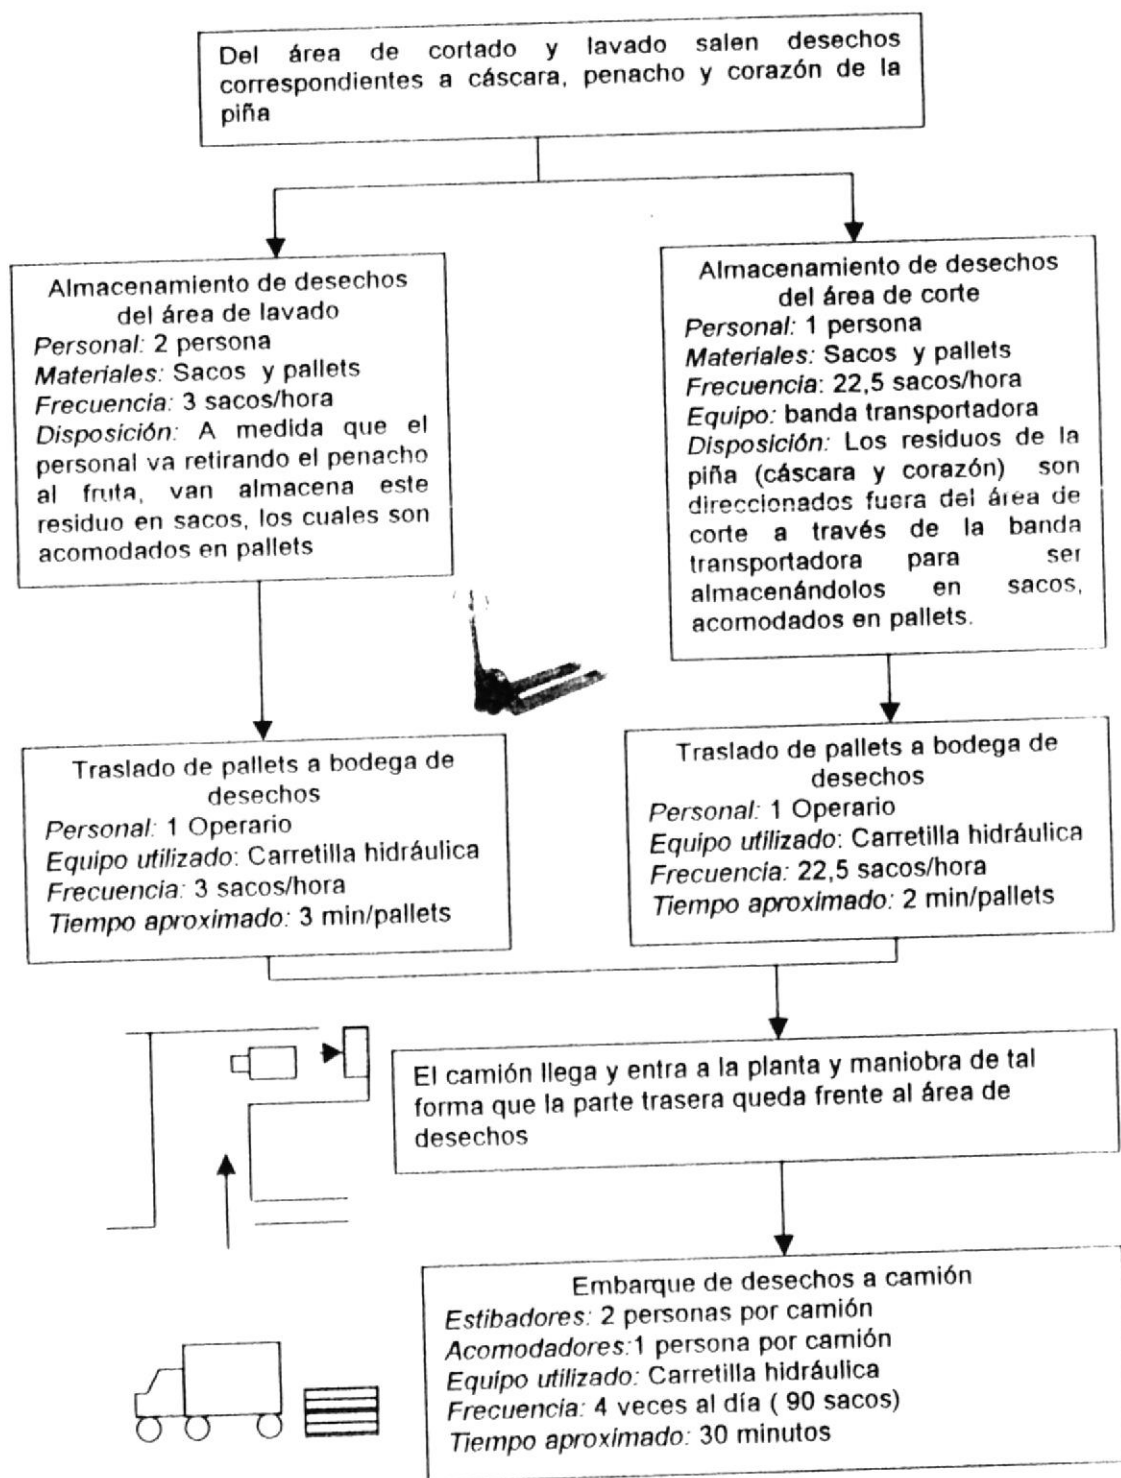 Del área de cortado y lavado salen desechos
correspondientes a cáscara, penacho y corazón de la
piña
Almacenamiento de desechos
del área de lavado
Personal: 2 persona
Materiales: Sacos y pallets
Frecuencia: 3 sacos/hora
Disposición: A medida que el
personal va retirando el penacho
al fruta, van almacena este
residuo en sacos, los cuales son
acomodados en pallets
Almacenamiento de desechos
del área de corte
Personal: 1 persona
Materiales: Sacos y pallets
Frecuencia: 22,5 sacos/hora
Equipo: banda transportadora
Disposición: Los residuos de la
piña (cáscara y corazón) son
direccionados fuera del área de
corte a través de la banda
transportadora para ser
almacenándolos en sacos,
acomodados en pallets.
Traslado de pallets a bodega de
desechos
Personal: 1 Operario
Equipo utilizado: Carretilla hidráulica
Frecuencia: 3 sacos/hora
Tiempo aproximado: 3 min/pallets
Traslado de pallets a bodega de
desechos
Personal: 1 Operario
Equipo utilizado: Carretilla hidráulica
Frecuencia: 22,5 sacos/hora
Tiempo aproximado: 2 min/pallets
El camión llega y entra a la planta y maniobra de tal
forma que la parte trasera queda frente al área de
desechos
Embarque de desechos a camión
Estibadores: 2 personas por camión
Acomodadores:1 persona por camión
Equipo utilizado: Carretilla hidráulica
Frecuencia: 4 veces al día ( 90 sacos)
Tiempo aproximado: 30 minutos